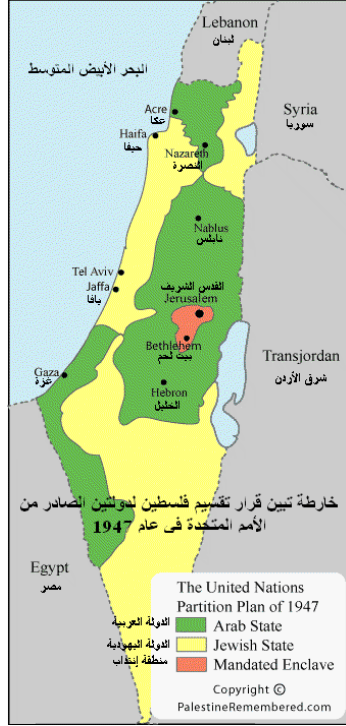 Lebanon
لبنان
البحر الأبيض المتوسط
Syria
سوريا
Acre
عكا
Haifa
حيفا
Nazareth
الناصرة
Nablus
نابلس
Tel Aviv
Jaffa
يافا
القدس الشريف
Jerusalem
Bethlehem
بيت لحم
Transjordan
شرق الأردن
Gaza
غزة
Hebron
الخليل
خارطة تبين قرار تقسيم فلسطين لدولتين الصادر من
الأمم المتحدة فى عام 1947
Egypt
مصر
The United Nations
Partition Plan of 1947
الدولة العربية
Arab State
الدولة اليهودية
Jewish State
منطقة إنتداب
Mandated Enclave
Copyright ©
PalestineRemembered.com